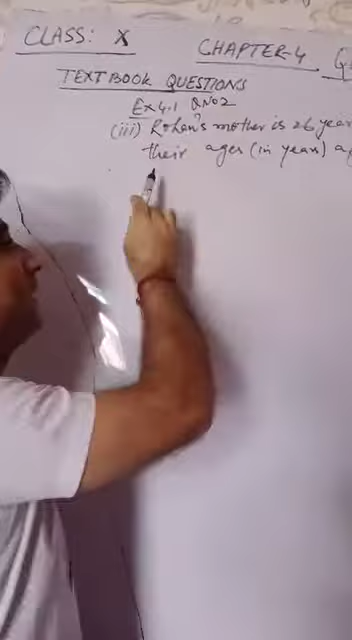 CLASS: X
CHAPTER-4
TEXTBOOK QUESTIONS
Ex 4.1 Q NO 2
(iii) Rohan's mother is 26 year
their ages (in years)